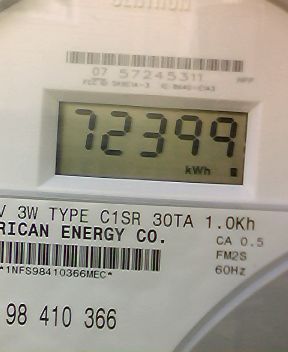 CENTRON
07 57245311
72399
kWh
V 3W TYPE C1SR 30TA 1.0Kh
RICAN ENERGY CO.
CA 0.5
FM2S
60Hz
*1NFS98410366MEC*
98 410 366